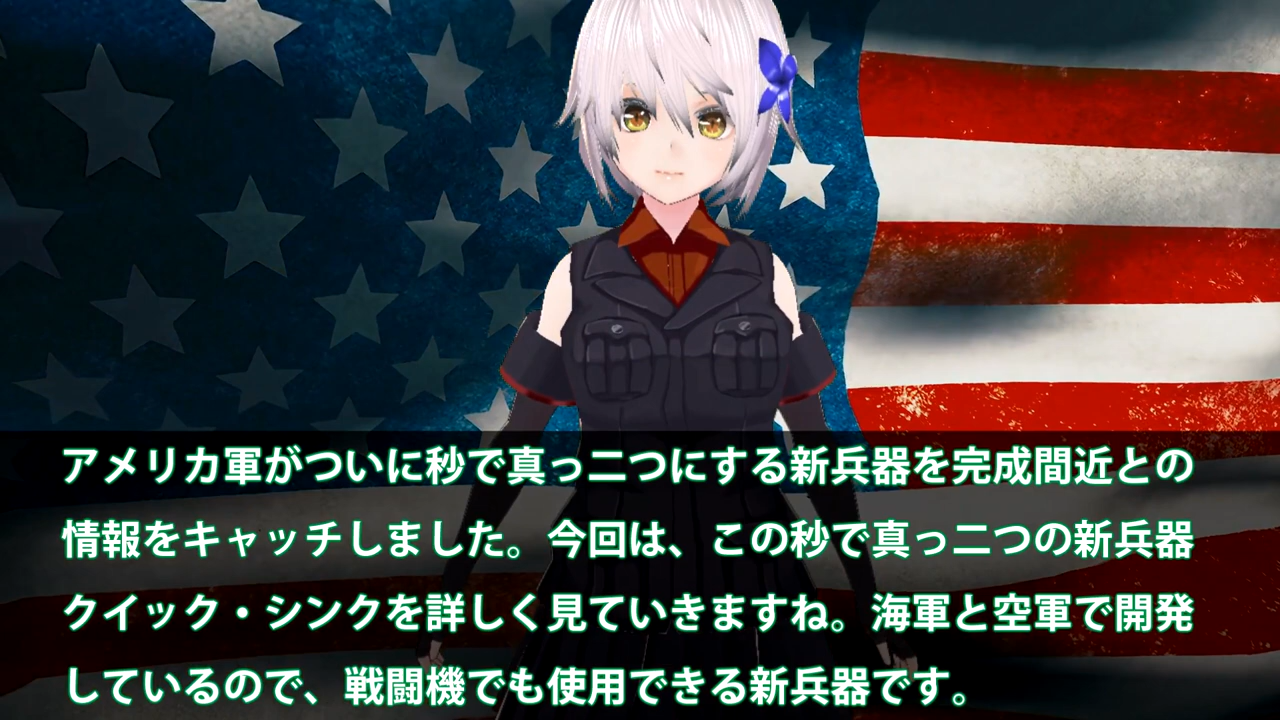 アメリカ軍がついに秒で真っ二つにする新兵器を完成間近との
情報をキャッチしました。今回は、この秒で真っ二つの新兵器
クイック・シンクを詳しく見ていきますね。海軍と空軍で開発
しているので、戦闘機でも使用できる新兵器です。